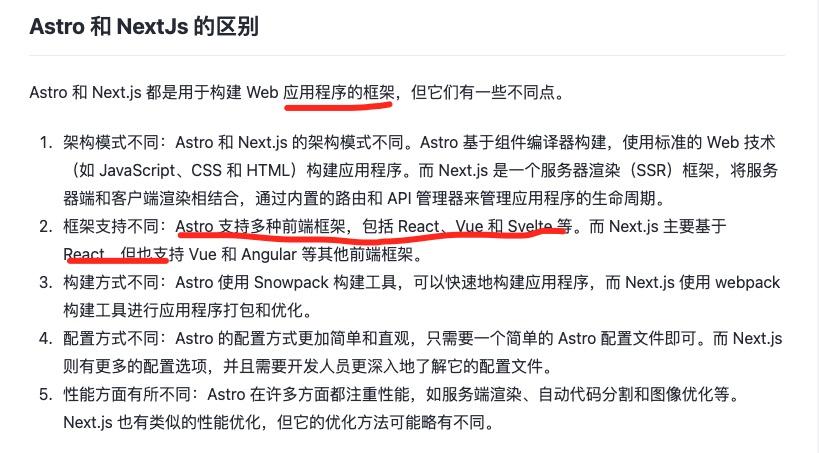 Astro 和 NextJs 的区别
Astro 和 Next.js 都是用于构建 Web 应用程序的框架，但它们有一些不同点。
1. 架构模式不同：Astro 和 Next.js 的架构模式不同。Astro 基于组件编译器构建，使用标准的 Web 技术
（如 JavaScript、CSS 和 HTML）构建应用程序。而 Next.js 是一个服务器渲染（SSR）框架，将服务
器端和客户端渲染相结合，通过内置的路由和 API 管理器来管理应用程序的生命周期。
2. 框架支持不同：Astro 支持多种前端框架，包括 React、Vue 和 Svelte 等。而 Next.js 主要基于
React，但也支持 Vue 和 Angular 等其他前端框架。
3. 构建方式不同：Astro 使用 Snowpack 构建工具，可以快速地构建应用程序，而 Next.js 使用 webpack
构建工具进行应用程序打包和优化。
4. 配置方式不同：Astro 的配置方式更加简单和直观，只需要一个简单的 Astro 配置文件即可。而 Next.js
则有更多的配置选项，并且需要开发人员更深入地了解它的配置文件。
5. 性能方面有所不同：Astro 在许多方面都注重性能，如服务端渲染、自动代码分割和图像优化等。
Next.js 也有类似的性能优化，但它的优化方法可能略有不同。